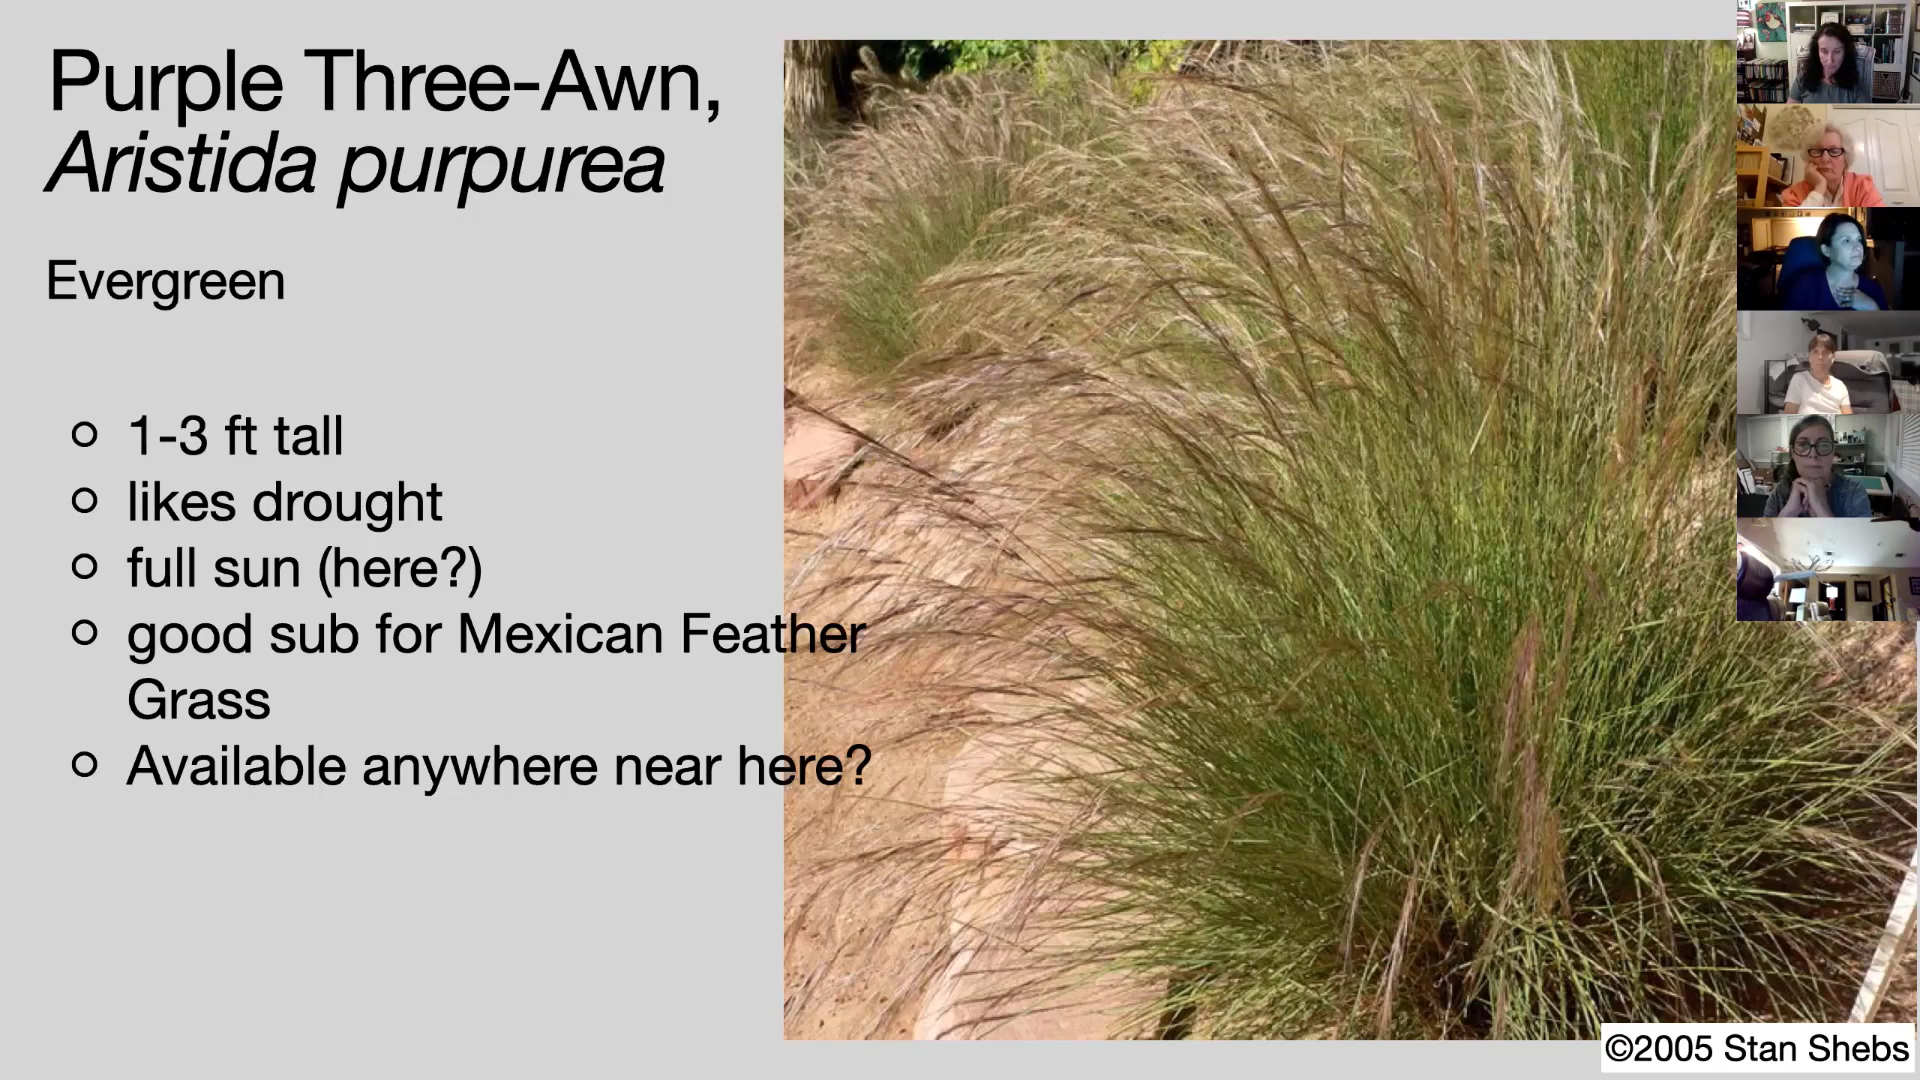 Purple Three-Awn,
Aristida purpurea
Evergreen
1-3 ft tall
likes drought
full sun (here?)
good sub for Mexican Feather
Grass
Available anywhere near here?
©2005 Stan Shebs